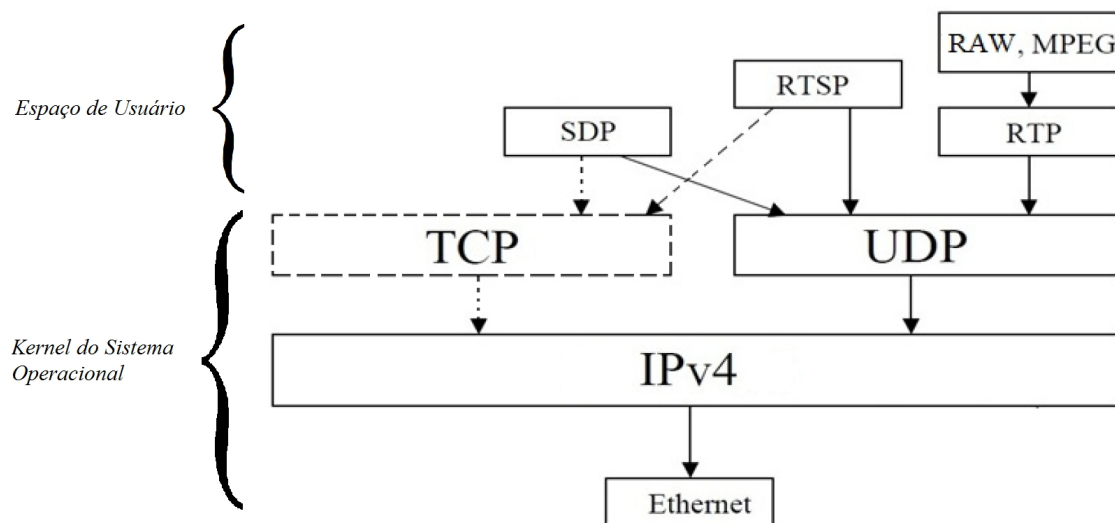 RAW, MPEG
RTSP
Espaço de Usuário
SDP
RTP
TCP
UDP
Kernel do Sistema
Operacional
IPv4
Ethernet